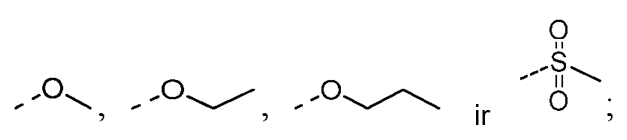 O, O, O ir O S O ;